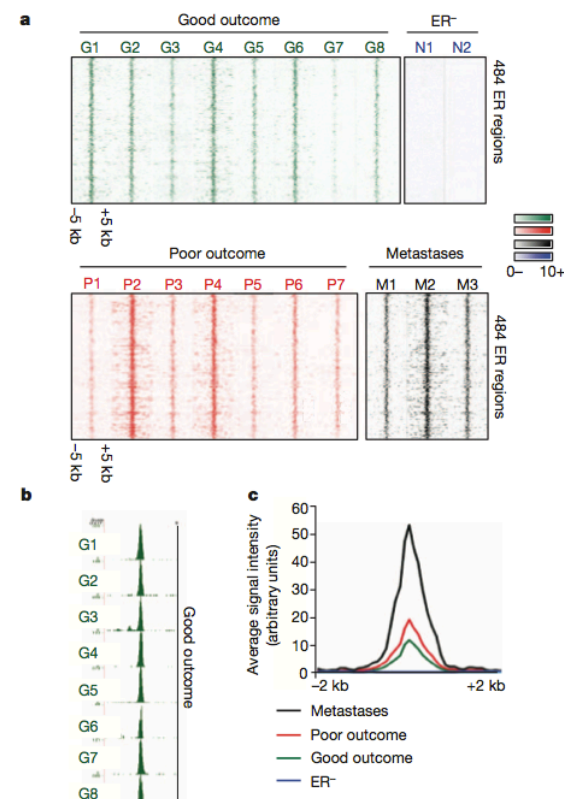 a
Good outcome
ER–
G1 G2 G3 G4 G5 G6 G7 G8
N1 N2
484 ER regions
–5 kb
+5 kb
0– 10+
Poor outcome
Metastases
P1 P2 P3 P4 P5 P6 P7
M1 M2 M3
484 ER regions
–5 kb
+5 kb
b
G1
G2
G3
G4
G5
G6
G7
G8
Good outcome
c
Average signal intensity
(arbitrary units)
60
50
40
30
20
10
0
–2 kb
+2 kb
Metastases
Poor outcome
Good outcome
ER–